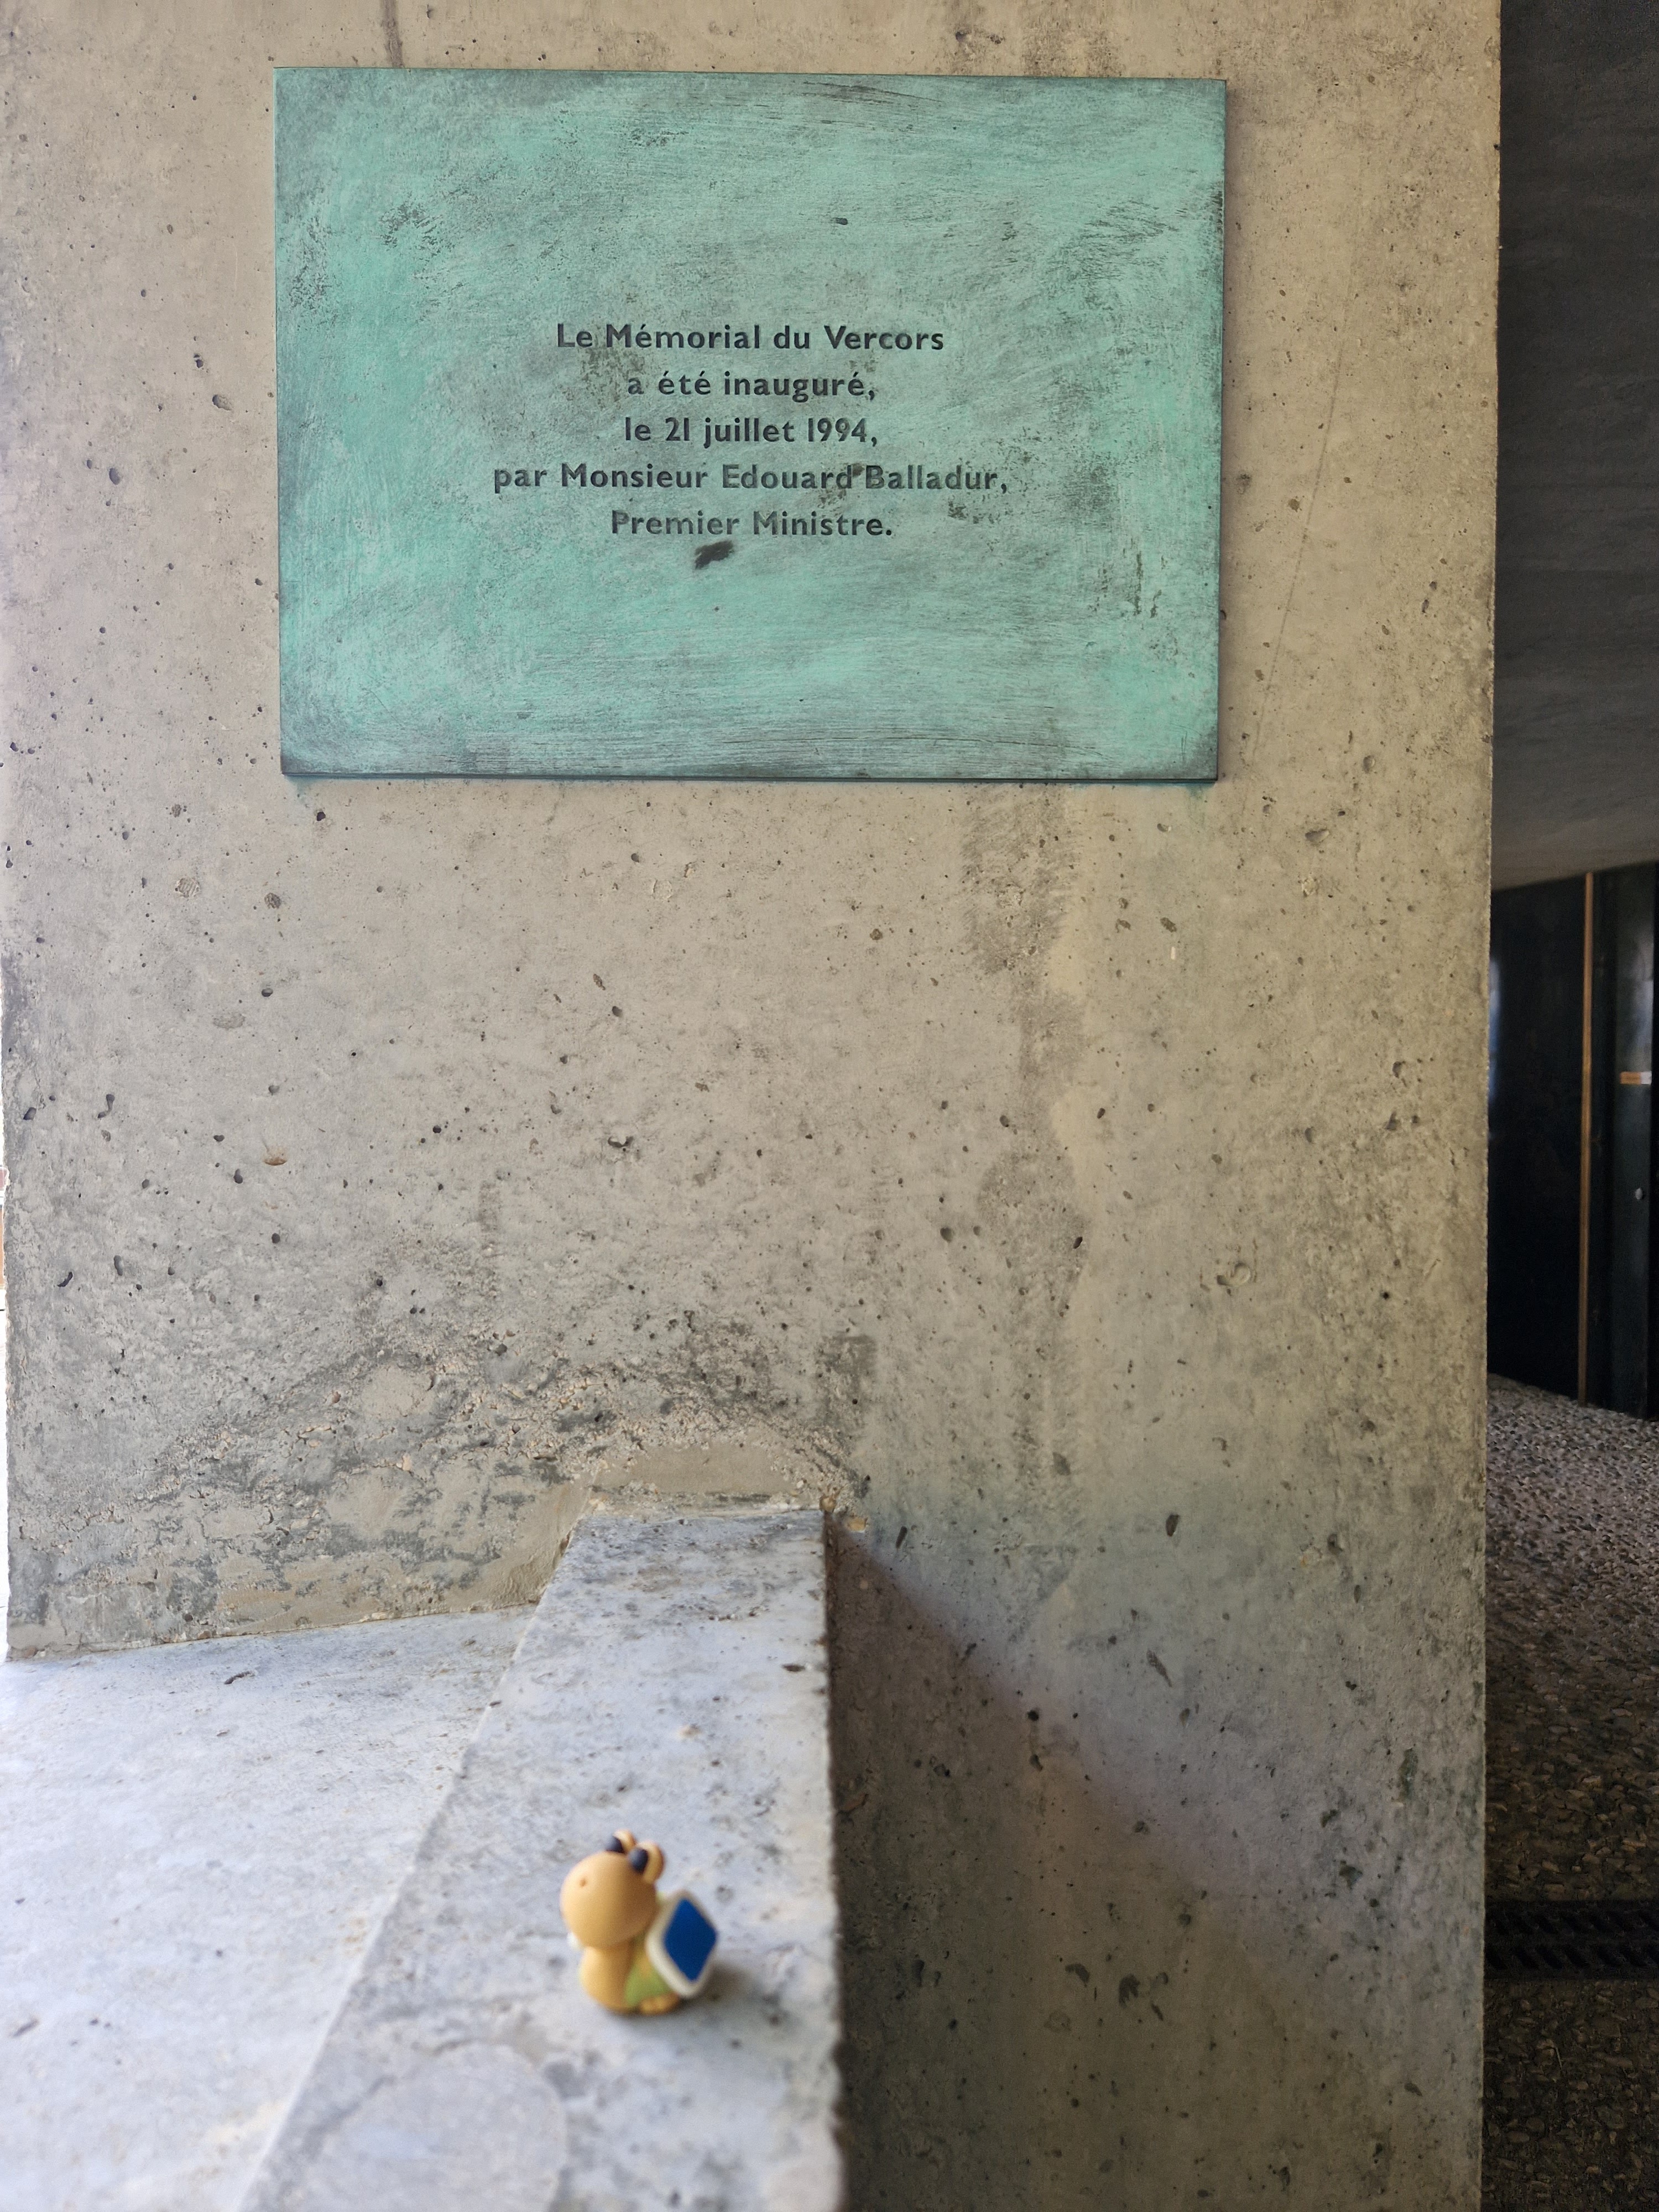 Le Mémorial du Vercors
a été inauguré,
le 21 juillet 1994,
par Monsieur Edouard Balladur,
Premier Ministre.